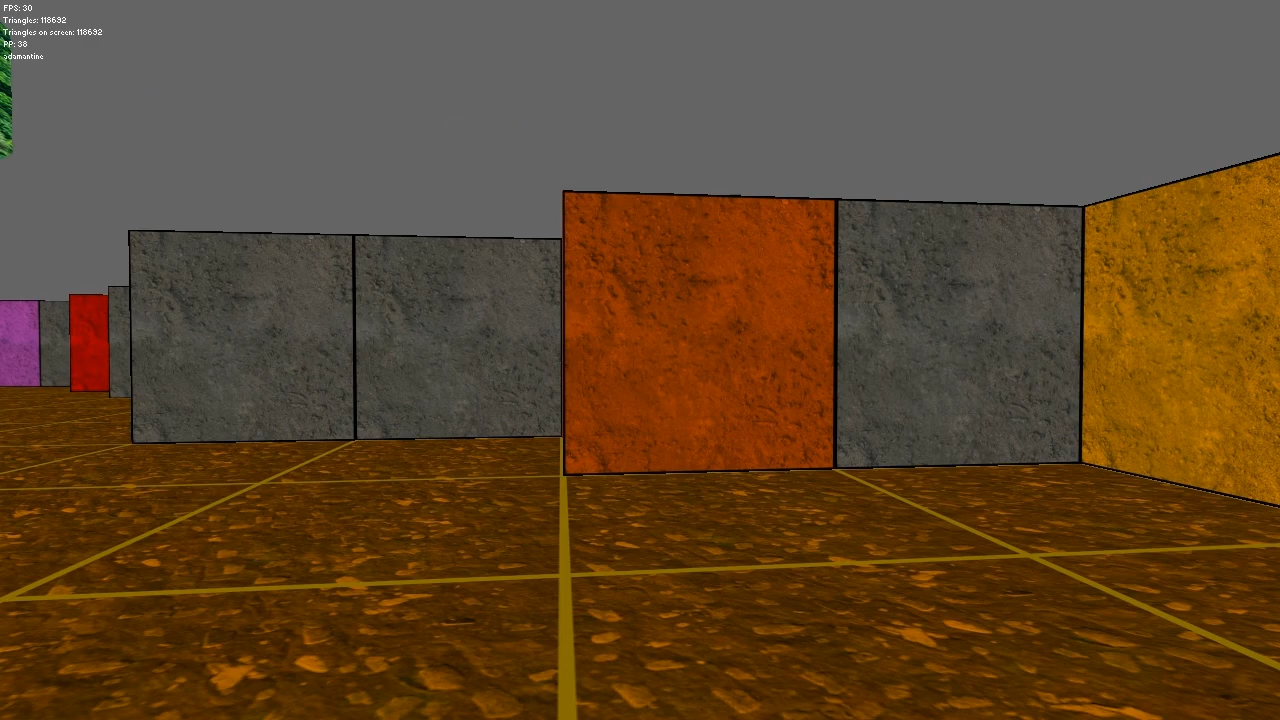 FPS: 30
Triangles: 118692
Triangles on screen: 118692
PP: 38
adamantine